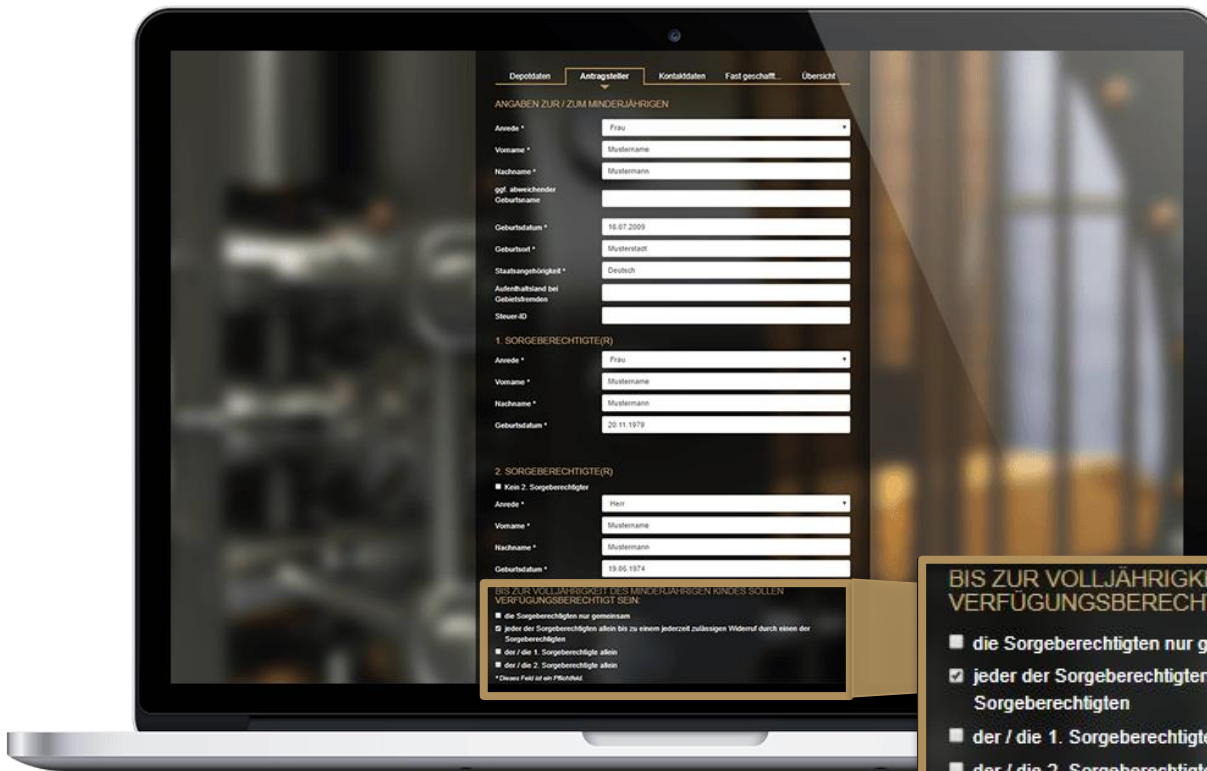 Depotdaten Antragsteller Kontaktdaten Fast geschafft... Übersicht
ANGABEN ZUR / ZUM MINDERJÄHRIGEN
Anrede * Frau
Vorname * Mustername
Nachname * Mustermann
ggf. abweichender
Geburtsname
Geburtsdatum * 16.07.2009
Geburtsort * Musterstadt
Staatsangehörigkeit * Deutsch
Aufenthaltsland bei
Gebietsfremden
Steuer-ID
1. SORGEBERECHTIGTE(R)
Anrede * Frau
Vorname * Mustername
Nachname * Mustermann
Geburtsdatum * 20.11.1979
2. SORGEBERECHTIGTE(R)
Kein 2. Sorgeberechtigter
Anrede * Herr
Vorname * Mustername
Nachname * Mustermann
Geburtsdatum * 19.06.1974
BIS ZUR VOLLJÄHRIGKEIT DES MINDERJÄHRIGEN KINDES SOLLEN
VERFÜGUNGSBERECHTIGT SEIN:
die Sorgeberechtigten nur gemeinsam
jeder der Sorgeberechtigten allein bis zu einem jederzeit zulässigen Widerruf durch einen der
Sorgeberechtigten
der / die 1. Sorgeberechtigte allein
der / die 2. Sorgeberechtigte allein
* Dieses Feld ist ein Pflichtfeld.
BIS ZUR VOLLJÄHRIGKE
VERFÜGUNGSBERECHT
die Sorgeberechtigten nur g
jeder der Sorgeberechtigten
Sorgeberechtigten
der / die 1. Sorgeberechtigte
der / die 2. Sorgeberechtigte